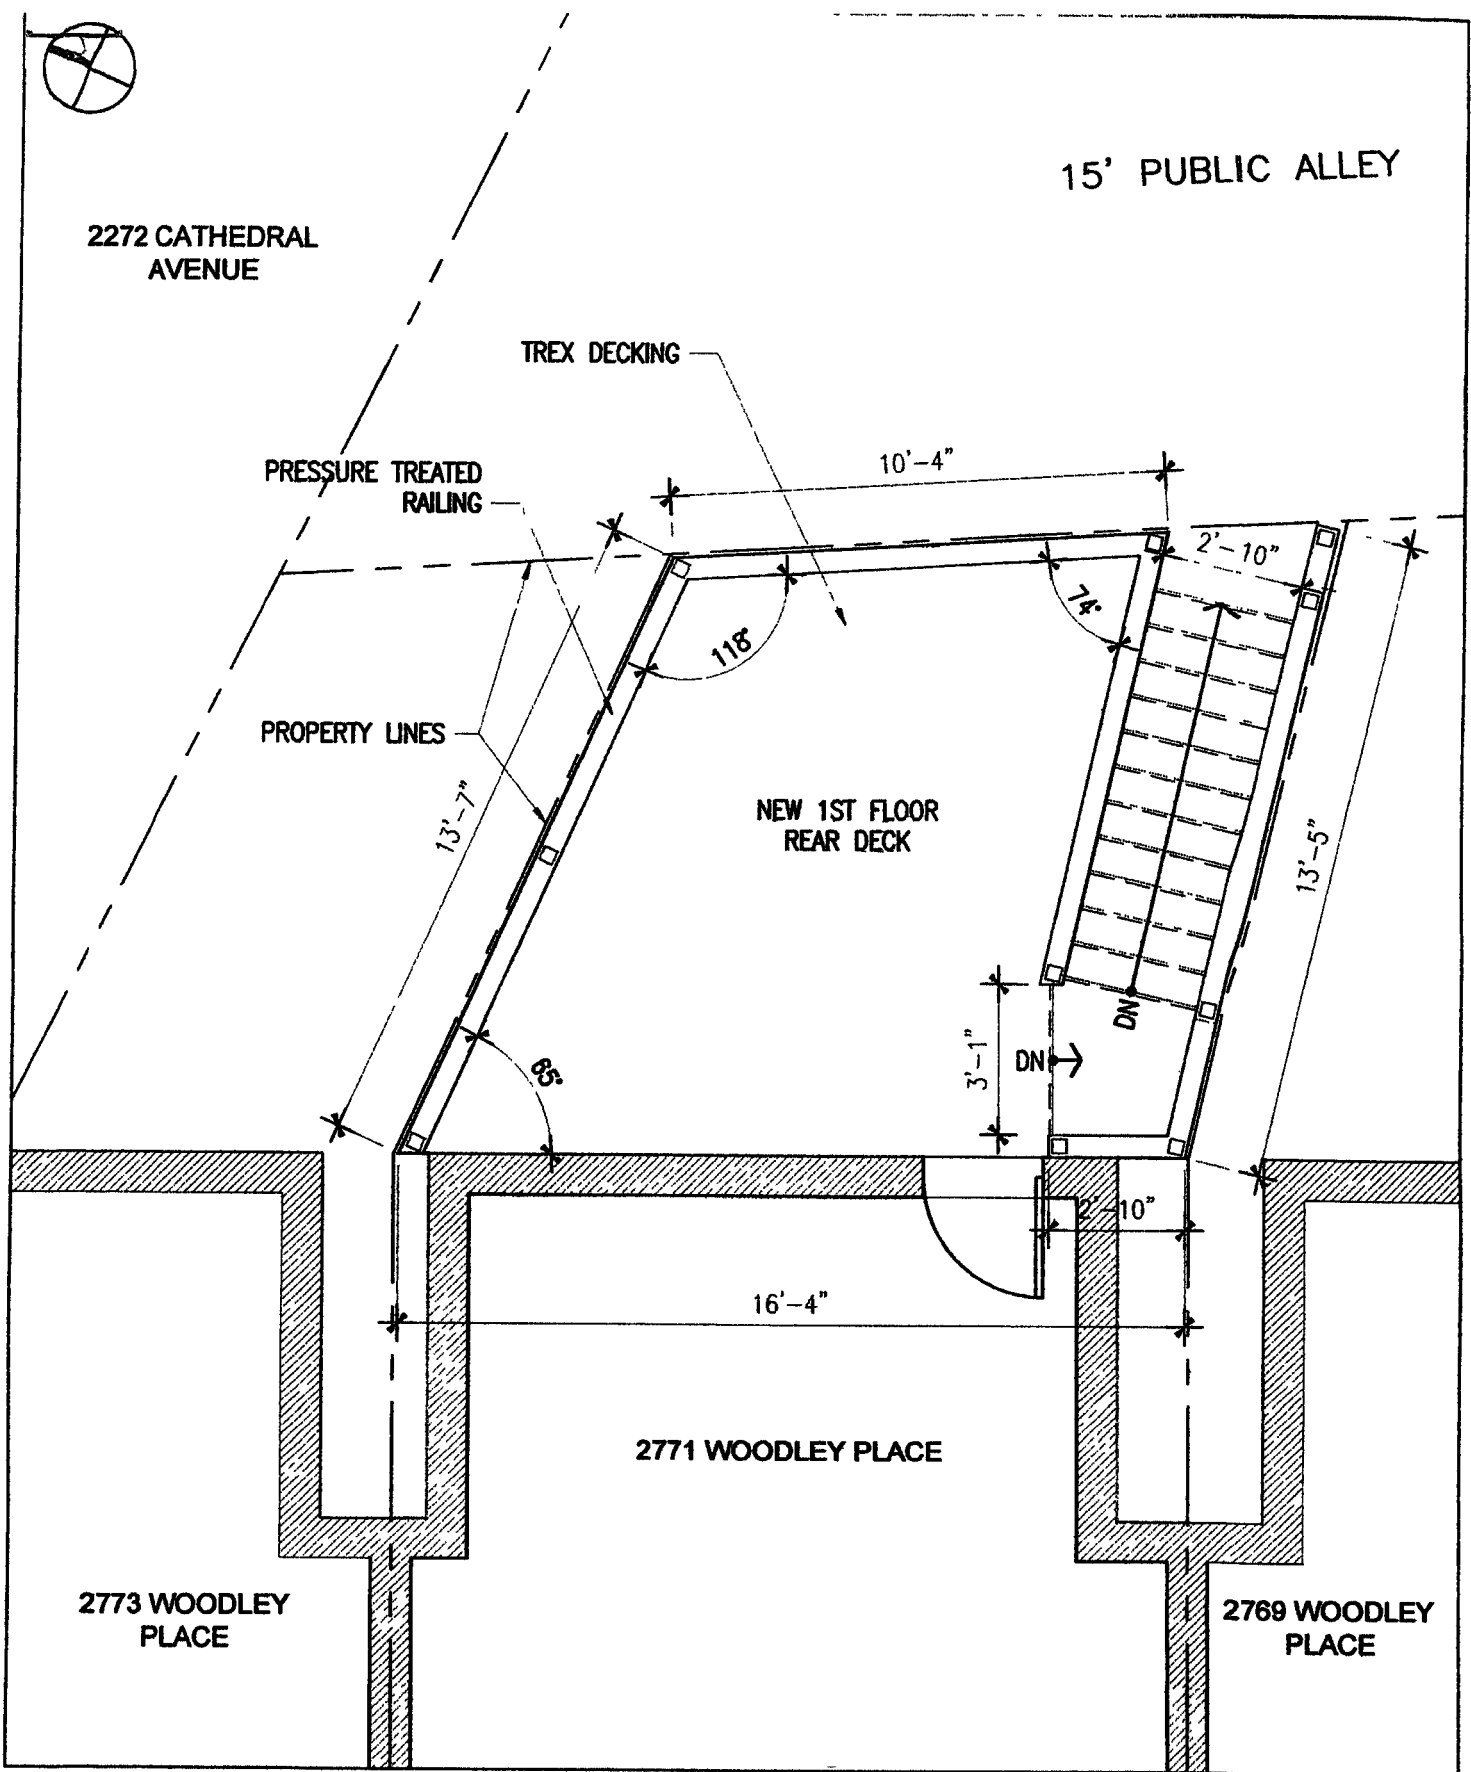 15' PUBLIC ALLEY
2272 CATHEDRAL
AVENUE
TREX DECKING
10'-4"
PRESSURE TREATED
RAILING
2'-10"
74°
118°
PROPERTY LINES
13'-7"
NEW 1ST FLOOR
REAR DECK
13'-5"
DN
3'-1"
DN
65°
2'-10"
16'-4"
2771 WOODLEY PLACE
2773 WOODLEY
PLACE
2769 WOODLEY
PLACE